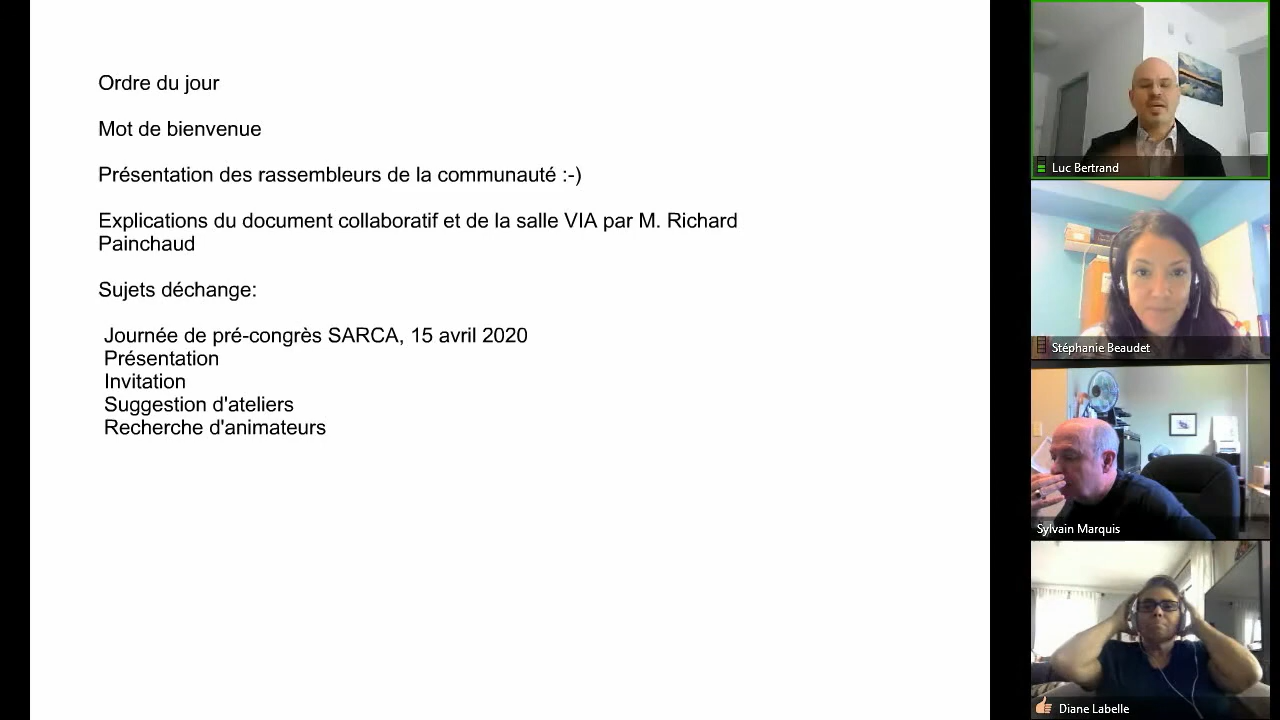 Ordre du jour
Mot de bienvenue
Présentation des rassembleurs de la communauté :-)
Explications du document collaboratif et de la salle VIA par M. Richard
Painchaud
Sujets déchange:
Journée de pré-congrès SARCA, 15 avril 2020
Présentation
Invitation
Suggestion d'ateliers
Recherche d'animateurs
Luc Bertrand
Stéphanie Beaudet
Sylvain Marquis
Diane Labelle